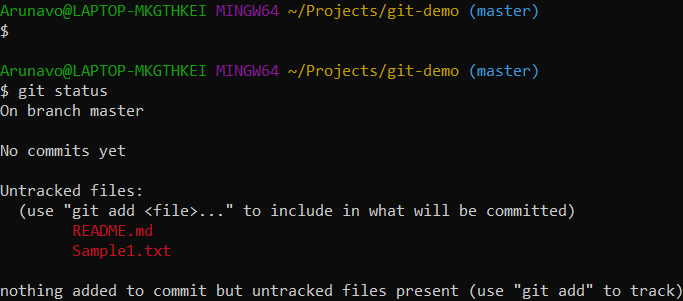 Arunavo@LAPTOP-MKGTHKEI MINGW64 ~/Projects/git-demo (master)
$
Arunavo@LAPTOP-MKGTHKEI MINGW64 ~/Projects/git-demo (master)
$ git status
On branch master
No commits yet
Untracked files:
  (use "git add <file>..." to include in what will be committed)
        README.md
        Sample1.txt
nothing added to commit but untracked files present (use "git add" to track)